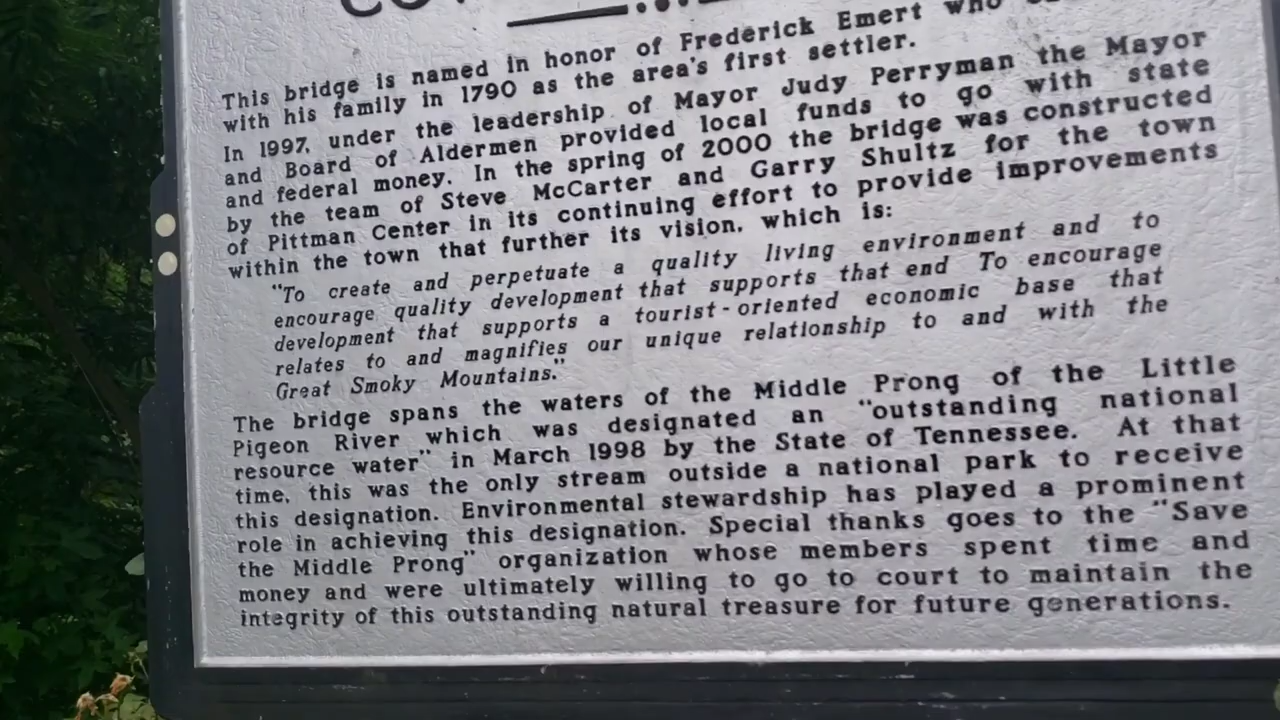 This bridge is named in honor of Frederick Emert who
with his family in 1790 as the area's first settler.
In 1997, under the leadership of Mayor Judy Perryman the Mayor
and Board of Aldermen provided local funds to go with state
and federal money. In the spring of 2000 the bridge was constructed
by the team of Steve McCarter and Garry Shultz for the town
of Pittman Center in its continuing effort to provide improvements
within the town that further its vision, which is:
"To create and perpetuate a quality living environment and to
encourage quality development that supports that end To encourage
development that supports a tourist-oriented economic base that
relates to and magnifies our unique relationship to and with the
Great Smoky Mountains."
The bridge spans the waters of the Middle Prong of the Little
Pigeon River which was designated an "outstanding national
resource water" in March 1998 by the State of Tennessee. At that
time, this was the only stream outside a national park to receive
this designation. Environmental stewardship has played a prominent
role in achieving this designation. Special thanks goes to the "Save
the Middle Prong" organization whose members spent time and
money and were ultimately willing to go to court to maintain the
integrity of this outstanding natural treasure for future generations.